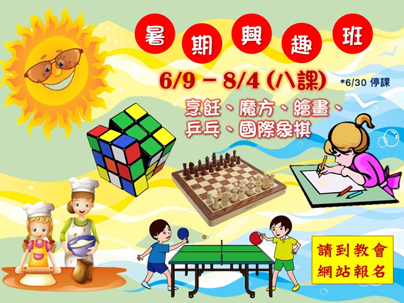 暑期興趣班
6/9 – 8/4 (八課) *6/30 停課
烹飪、魔方、繪畫、
乒乓、國際象棋
請到教會
網站報名